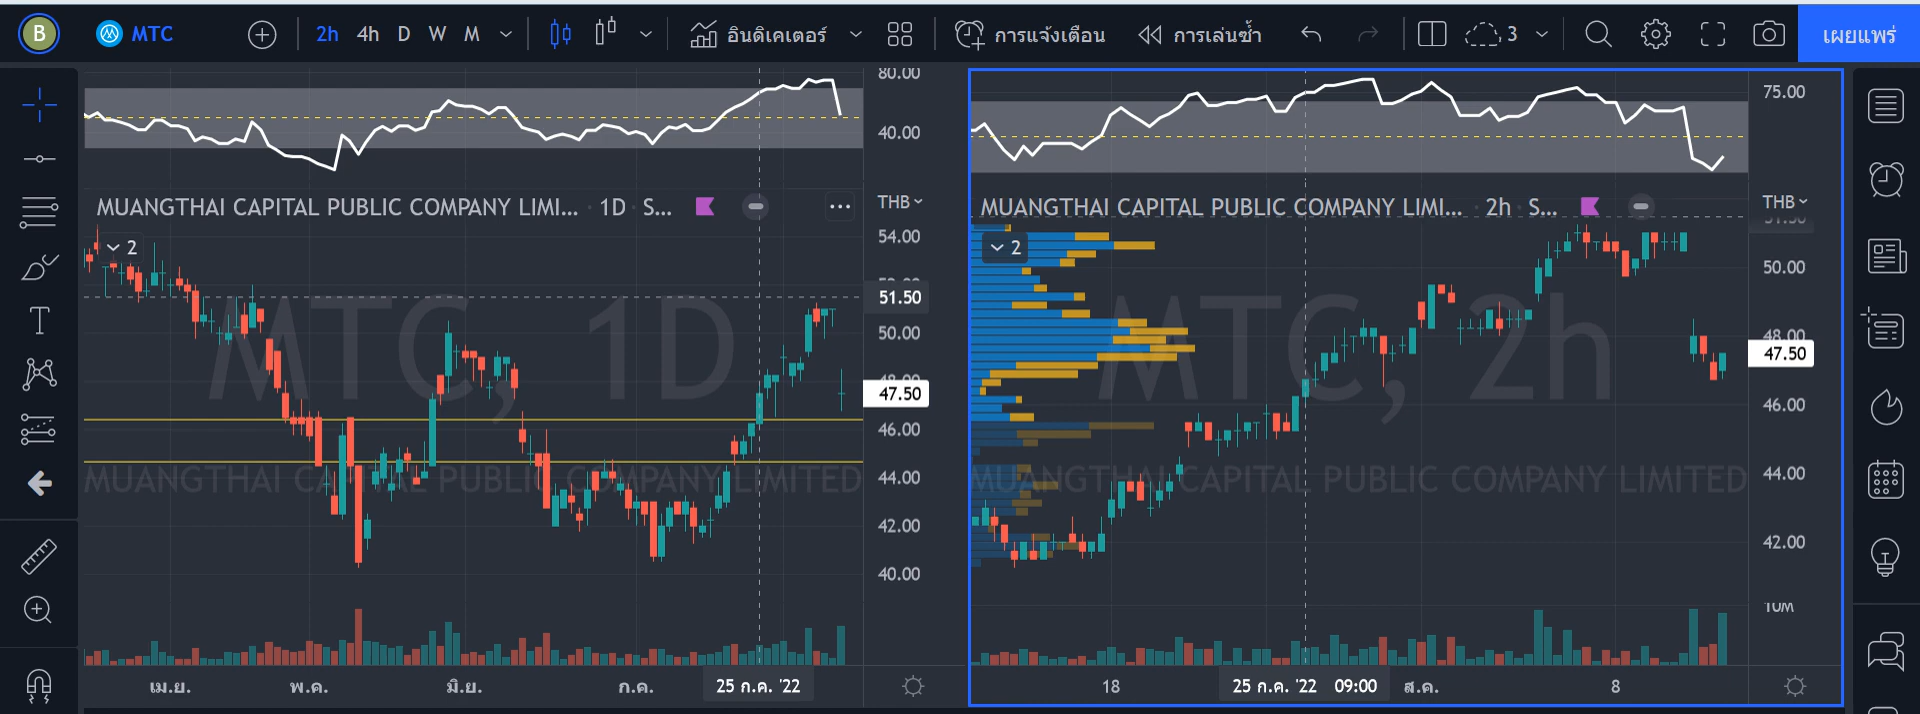 B MTC 2h 4h D W M อินดิเคเตอร์ การแจ้งเตือน การเล่นซ้ำ 3 เผยแพร่
80.00
40.00
MUANGTHAI CAPITAL PUBLIC COMPANY LIMI... · 1D · S...
THB
2
54.00
51.50
50.00
47.50
46.00
44.00
42.00
40.00
MTC, 1D
MUANGTHAI CAPITAL PUBLIC COMPANY LIMITED
เม.ย. พ.ค. มิ.ย. ก.ค. 25 ก.ค. '22
75.00
MUANGTHAI CAPITAL PUBLIC COMPANY LIMI... · 2h · S...
THB
51.50
2
50.00
48.00
47.50
46.00
44.00
42.00
10M
MTC, 2h
MUANGTHAI CAPITAL PUBLIC COMPANY LIMITED
18 25 ก.ค. '22 09:00 ส.ค. 8